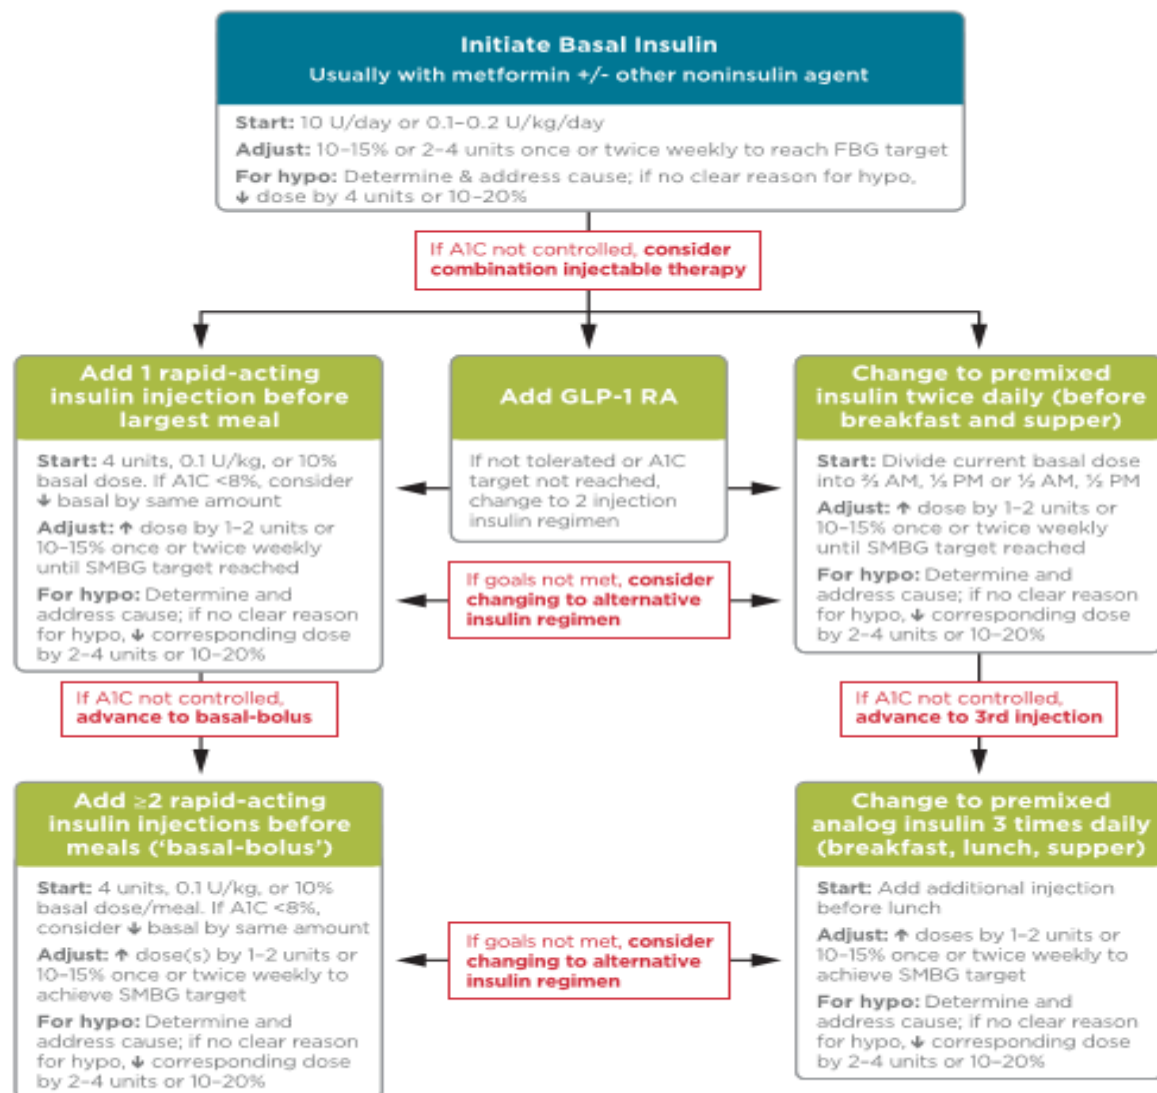 Initiate Basal Insulin
Usually with metformin +/- other noninsulin agent
Start: 10 U/day or 0.1–0.2 U/kg/day
Adjust: 10–15% or 2–4 units once or twice weekly to reach FBG target
For hypo: Determine & address cause; if no clear reason for hypo,
↓ dose by 4 units or 10–20%
If A1C not controlled, consider
combination injectable therapy
Add 1 rapid-acting
insulin injection before
largest meal
Start: 4 units, 0.1 U/kg, or 10%
basal dose. If A1C <8%, consider
↓ basal by same amount
Adjust: ↑ dose by 1–2 units or
10–15% once or twice weekly
until SMBG target reached
For hypo: Determine and
address cause; if no clear reason
for hypo, ↓ corresponding dose
by 2–4 units or 10–20%
Add GLP-1 RA
If not tolerated or A1C
target not reached,
change to 2 injection
insulin regimen
Change to premixed
insulin twice daily (before
breakfast and supper)
Start: Divide current basal dose
into ⅔ AM, ⅓ PM or ½ AM, ½ PM
Adjust: ↑ dose by 1–2 units or
10–15% once or twice weekly
until SMBG target reached
For hypo: Determine and
address cause; if no clear reason
for hypo, ↓ corresponding dose
by 2–4 units or 10–20%
If goals not met, consider
changing to alternative
insulin regimen
If A1C not controlled,
advance to basal-bolus
If A1C not controlled,
advance to 3rd injection
Add ≥2 rapid-acting
insulin injections before
meals (‘basal-bolus’)
Start: 4 units, 0.1 U/kg, or 10%
basal dose/meal. If A1C <8%,
consider ↓ basal by same amount
Adjust: ↑ dose(s) by 1–2 units or
10–15% once or twice weekly to
achieve SMBG target
For hypo: Determine and
address cause; if no clear reason
for hypo, ↓ corresponding dose
by 2–4 units or 10–20%
If goals not met, consider
changing to alternative
insulin regimen
Change to premixed
analog insulin 3 times daily
(breakfast, lunch, supper)
Start: Add additional injection
before lunch
Adjust: ↑ doses by 1–2 units or
10–15% once or twice weekly to
achieve SMBG target
For hypo: Determine and
address cause; if no clear reason
for hypo, ↓ corresponding dose
by 2–4 units or 10–20%